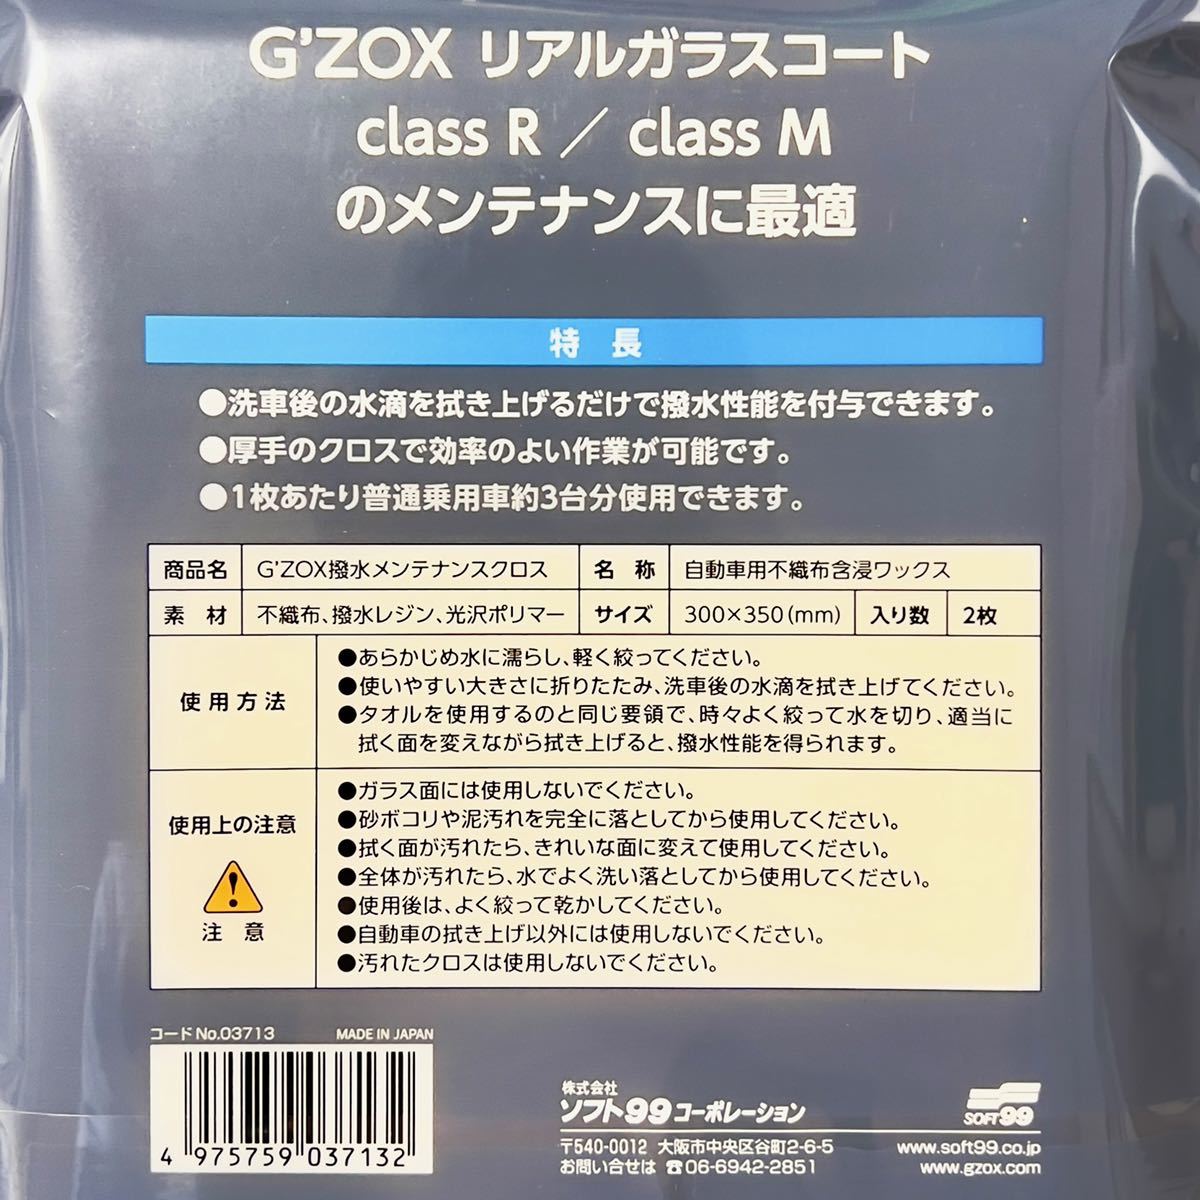 G'ZOX リアルガラスコート
class R ／ class M
のメンテナンスに最適
特 長
●洗車後の水滴を拭き上げるだけで撥水性能を付与できます。
●厚手のクロスで効率のよい作業が可能です。
●1枚あたり普通乗用車約3台分使用できます。
商品名 G'ZOX撥水メンテナンスクロス 名 称 自動車用不織布含浸ワックス
素 材 不織布、撥水レジン、光沢ポリマー サイズ 300×350(mm) 入り数 2枚
使用方法
●あらかじめ水に濡らし、軽く絞ってください。
●使いやすい大きさに折りたたみ、洗車後の水滴を拭き上げてください。
●タオルを使用するのと同じ要領で、時々よく絞って水を切り、適当に
拭く面を変えながら拭き上げると、撥水性能を得られます。
使用上の注意
注 意
●ガラス面には使用しないでください。
●砂ボコリや泥汚れを完全に落としてから使用してください。
●拭く面が汚れたら、きれいな面に変えて使用してください。
●全体が汚れたら、水でよく洗い落としてから使用してください。
●使用後は、よく絞って乾かしてください。
●自動車の拭き上げ以外には使用しないでください。
●汚れたクロスは使用しないでください。
コードNo.03713 MADE IN JAPAN
4 975759 037132
株式会社
ソフト99コーポレーション
〒540-0012 大阪市中央区谷町2-6-5
お問い合せは ☎06-6942-2851
SOFT99
www.soft99.co.jp
www.gzox.com